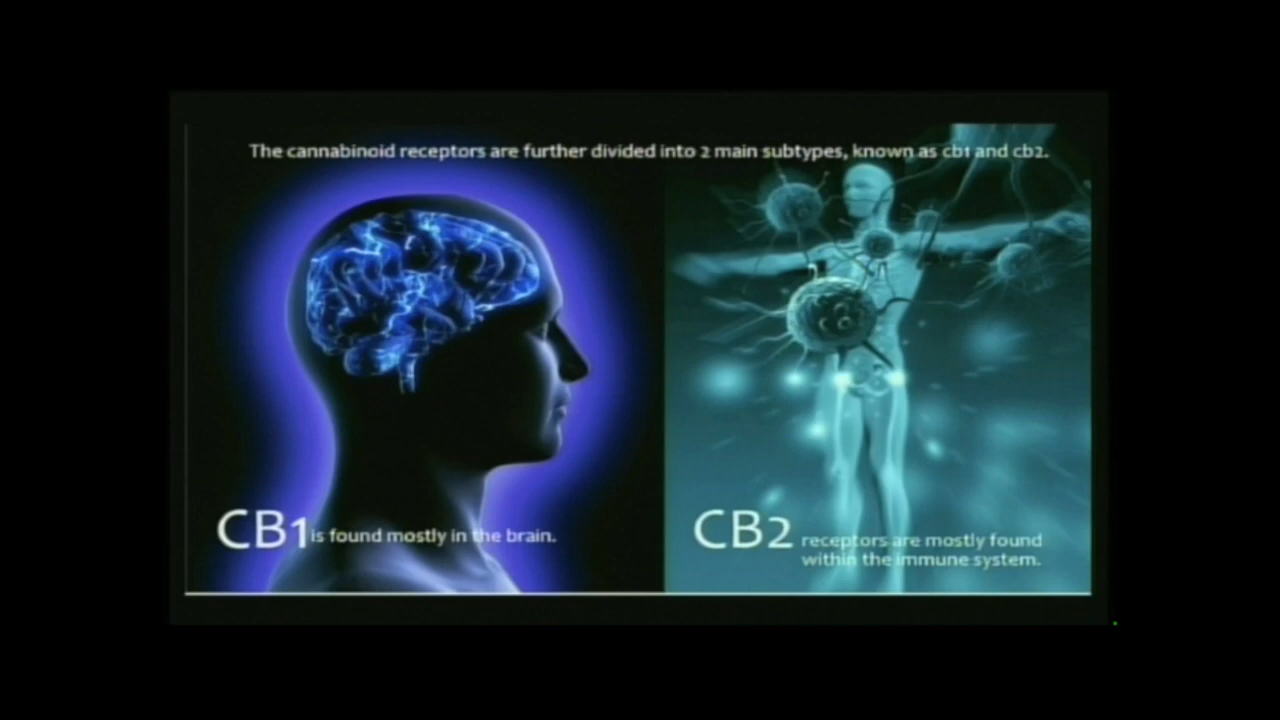 The cannabinoid receptors are further divided into 2 main subtypes, known as cb1 and cb2.
CB1 is found mostly in the brain.
CB2 receptors are mostly found
within the immune system.